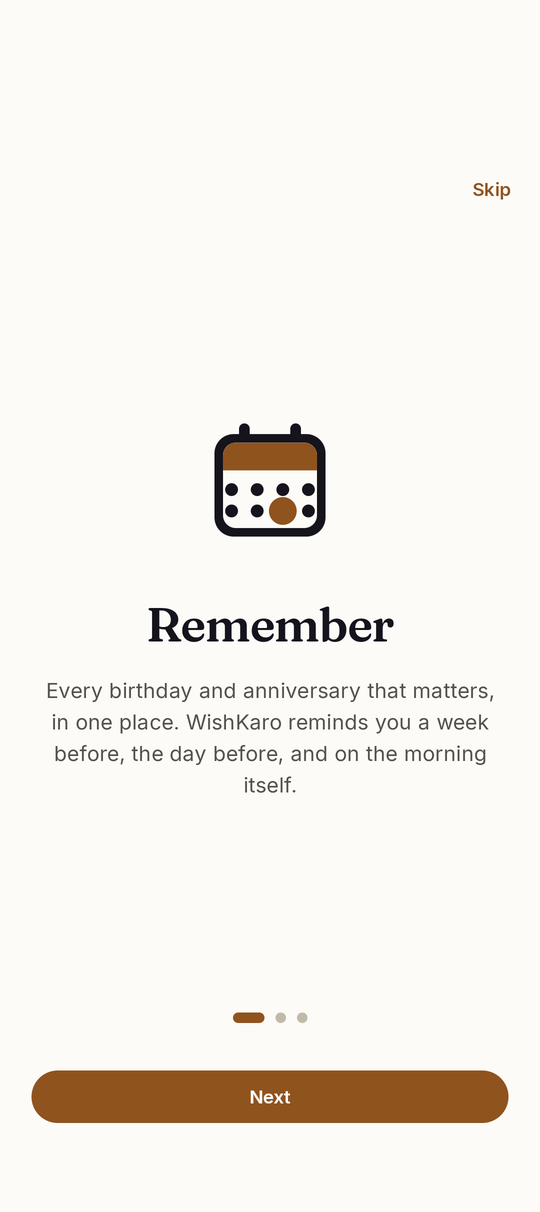 Skip
Remember
Every birthday and anniversary that matters,
in one place. WishKaro reminds you a week
before, the day before, and on the morning
itself.
Next